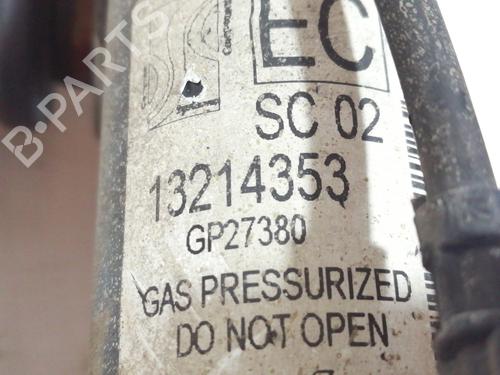 EC
SC 02
13214353
GP27380
GAS PRESSURIZED
DO NOT OPEN
B-PARTS